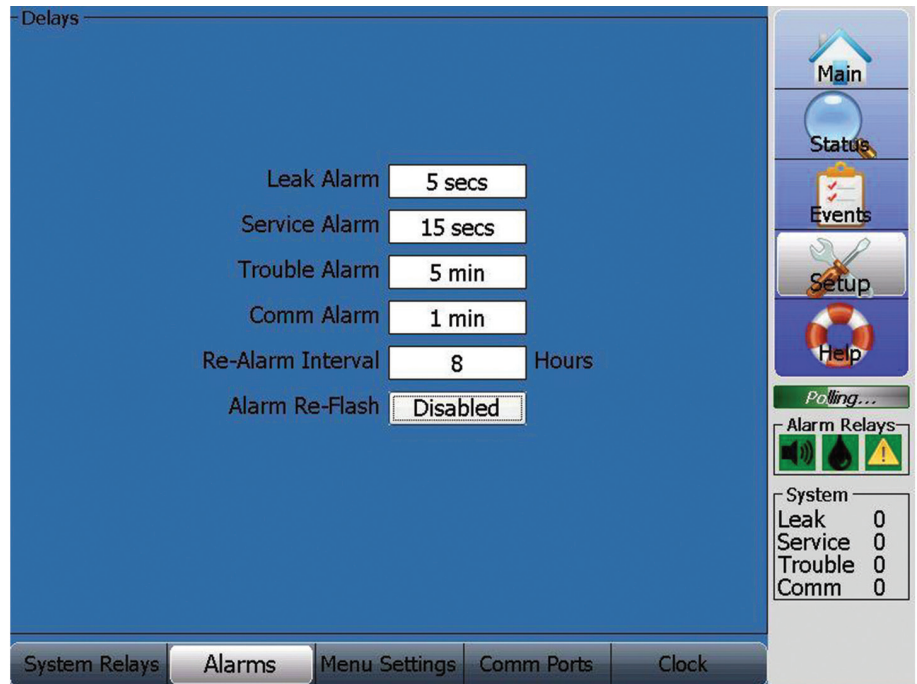 Delays
Leak Alarm 5 secs
Service Alarm 15 secs
Trouble Alarm 5 min
Comm Alarm 1 min
Re-Alarm Interval 8 Hours
Alarm Re-Flash Disabled
System Relays Alarms Menu Settings Comm Ports Clock
Main
Status
Events
Setup
Help
Polling...
Alarm Relays
System
Leak 0
Service 0
Trouble 0
Comm 0